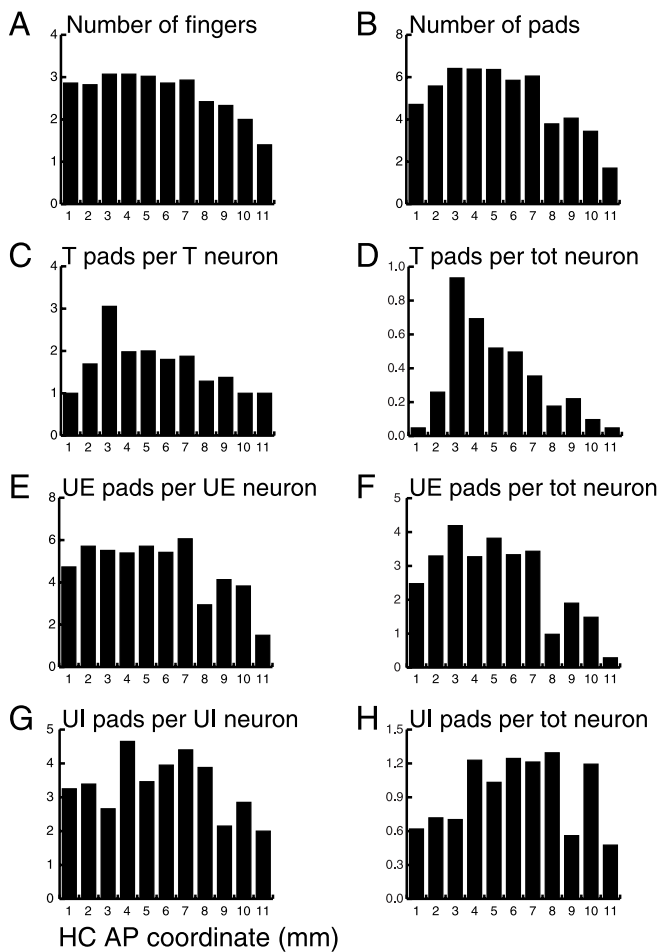 A Number of fingers
4
3
2
1
0
1 2 3 4 5 6 7 8 9 10 11
B Number of pads
8
6
4
2
0
1 2 3 4 5 6 7 8 9 10 11
C T pads per T neuron
4
3
2
1
0
1 2 3 4 5 6 7 8 9 10 11
D T pads per tot neuron
1.0
0.8
0.6
0.4
0.2
0.0
1 2 3 4 5 6 7 8 9 10 11
E UE pads per UE neuron
8
6
4
2
0
1 2 3 4 5 6 7 8 9 10 11
F UE pads per tot neuron
5
4
3
2
1
0
1 2 3 4 5 6 7 8 9 10 11
G UI pads per UI neuron
5
4
3
2
1
0
1 2 3 4 5 6 7 8 9 10 11
H UI pads per tot neuron
1.5
1.2
0.9
0.6
0.3
0.0
1 2 3 4 5 6 7 8 9 10 11
HC AP coordinate (mm)